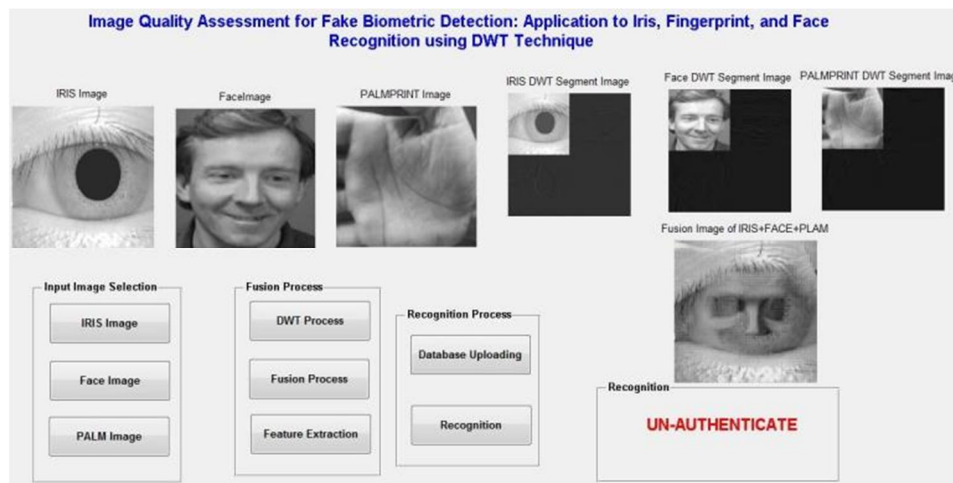 Image Quality Assessment for Fake Biometric Detection: Application to Iris, Fingerprint, and Face
Recognition using DWT Technique
IRIS Image
FaceImage
PALMPRINT Image
IRIS DWT Segment Image
Face DWT Segment Image
PALMPRINT DWT Segment Imag
Fusion Image of IRIS+FACE+PLAM
Input Image Selection
IRIS Image
Face Image
PALM Image
Fusion Process
DWT Process
Fusion Process
Feature Extraction
Recognition Process
Database Uploading
Recognition
Recognition
UN-AUTHENTICATE